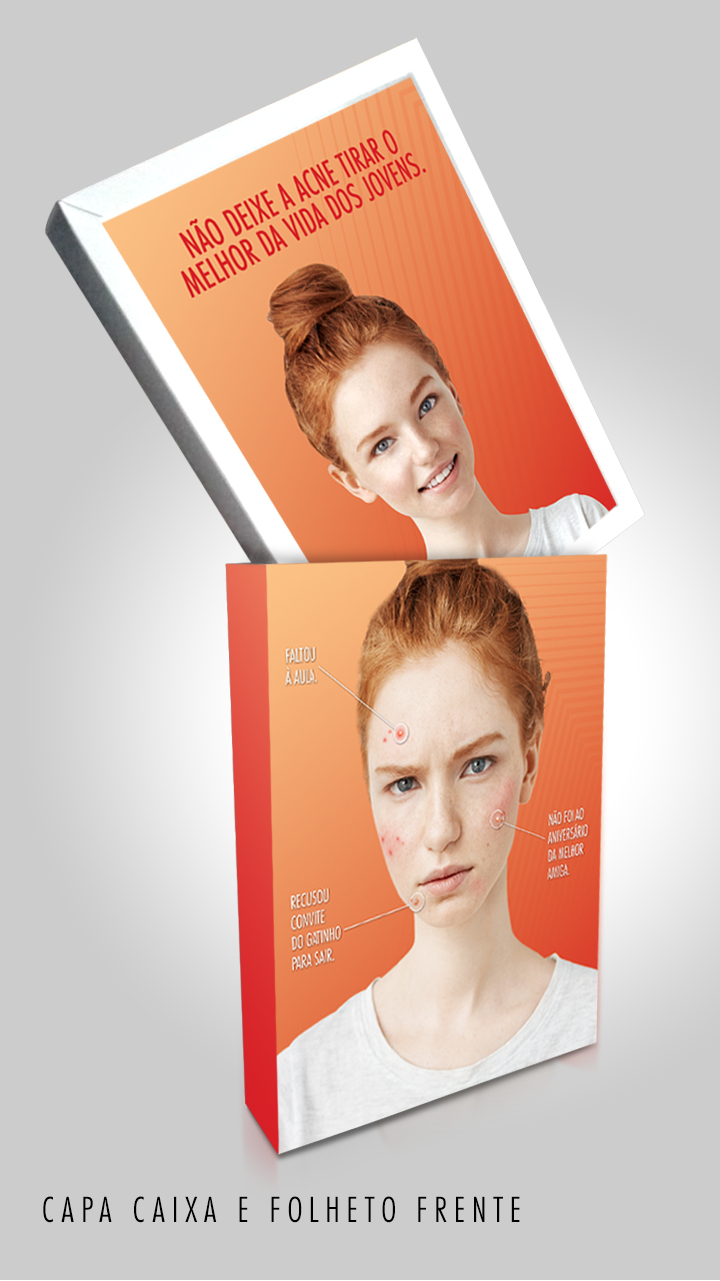 NÃO DEIXE A ACNE TIRAR O
MELHOR DA VIDA DOS JOVENS.
FALTOU
À AULA.
NÃO FOI AO
ANIVERSÁRIO
DA MELHOR
AMIGA.
RECUSOU
CONVITE
DO GATINHO
PARA SAIR.
CAPA CAIXA E FOLHETO FRENTE